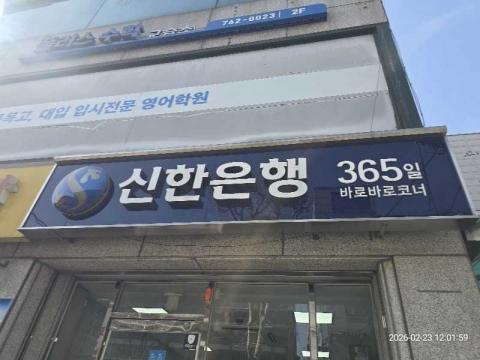 762-0023 | 2F
대입 입시전문 영어학원
신한은행 365일
바로바로코너
2026-02-23 12:01:59